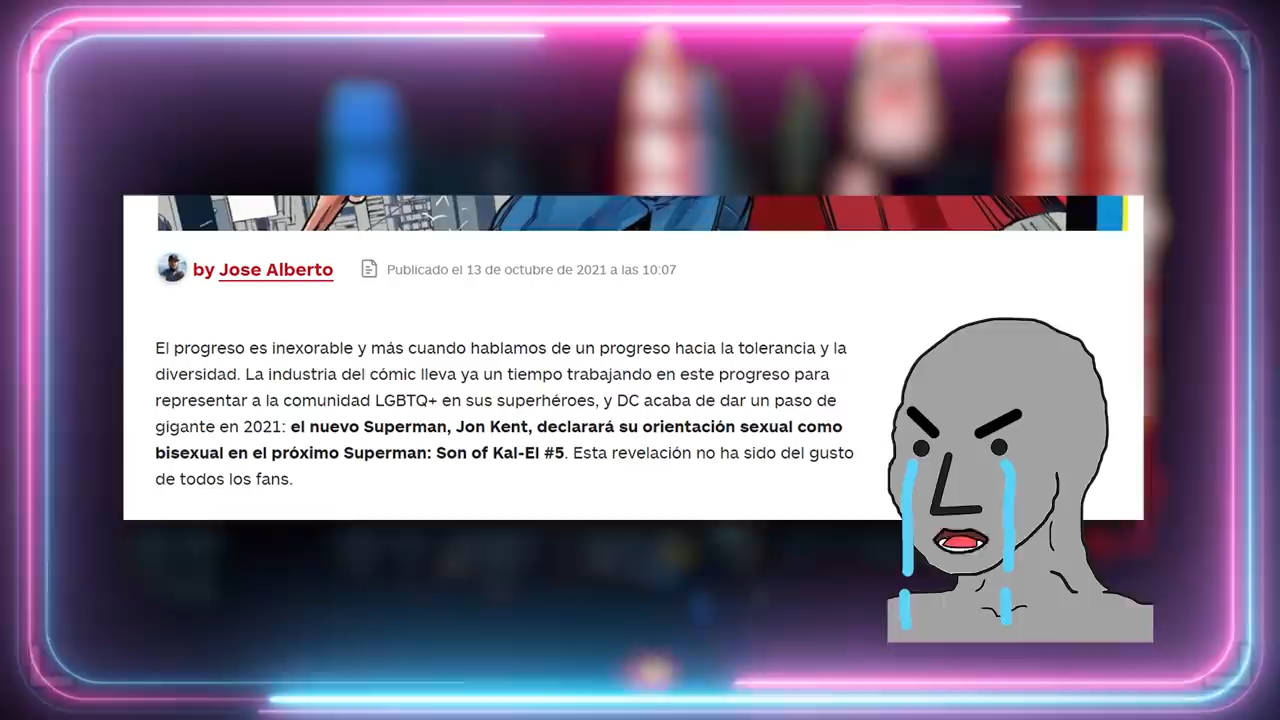 by Jose Alberto Publicado el 13 de octubre de 2021 a las 10:07
El progreso es inexorable y más cuando hablamos de un progreso hacia la tolerancia y la
diversidad. La industria del cómic lleva ya un tiempo trabajando en este progreso para
representar a la comunidad LGBTQ+ en sus superhéroes, y DC acaba de dar un paso de
gigante en 2021: el nuevo Superman, Jon Kent, declarará su orientación sexual como
bisexual en el próximo Superman: Son of Kal-El #5. Esta revelación no ha sido del gusto
de todos los fans.